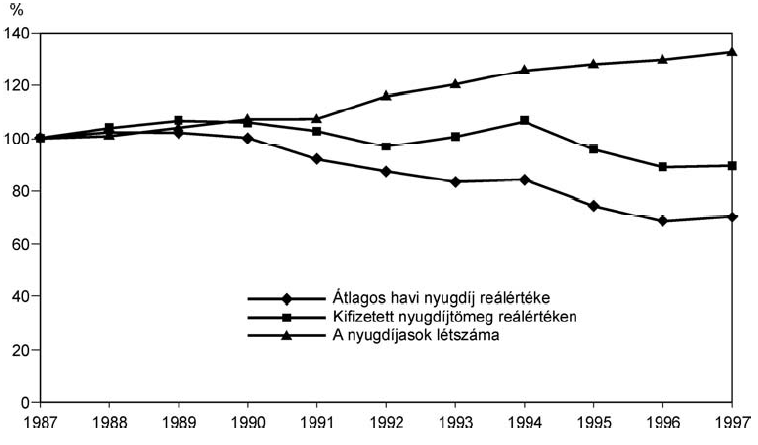 %
140
120
100
80
60
40
20
0
1987 1988 1989 1990 1991 1992 1993 1994 1995 1996 1997
Átlagos havi nyugdíj reálértéke
Kifizetett nyugdíjtömeg reálértéken
A nyugdíjasok létszáma